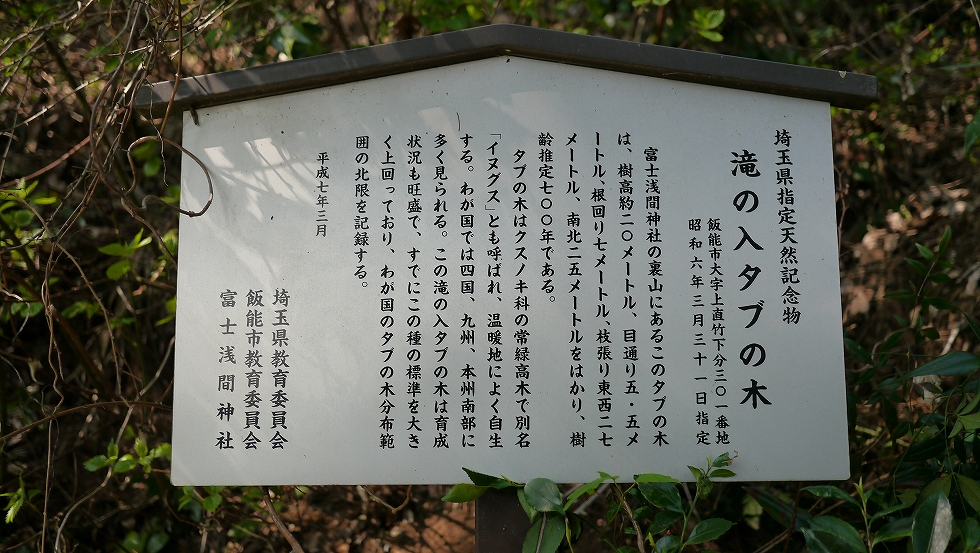 埼玉県指定天然記念物
滝の入タブの木
飯能市大字上直竹下分三〇一番地
昭和六年三月三十一日指定
富士浅間神社の裏山にあるこのタブの木
は、樹高約二〇メートル、目通り五・五メ
ートル、根回り七メートル、枝張り東西二七
メートル、南北二五メートルをはかり、樹
齢推定七〇〇年である。
タブの木はクスノキ科の常緑高木で別名
「イヌグス」とも呼ばれ、温暖地によく自生
する。わが国では四国、九州、本州南部に
多く見られる。この滝の入タブの木は育成
状況も旺盛で、すでにこの種の標準を大き
く上回っており、わが国のタブの木分布範
囲の北限を記録する。
平成七年三月
埼玉県教育委員会
飯能市教育委員会
富士浅間神社